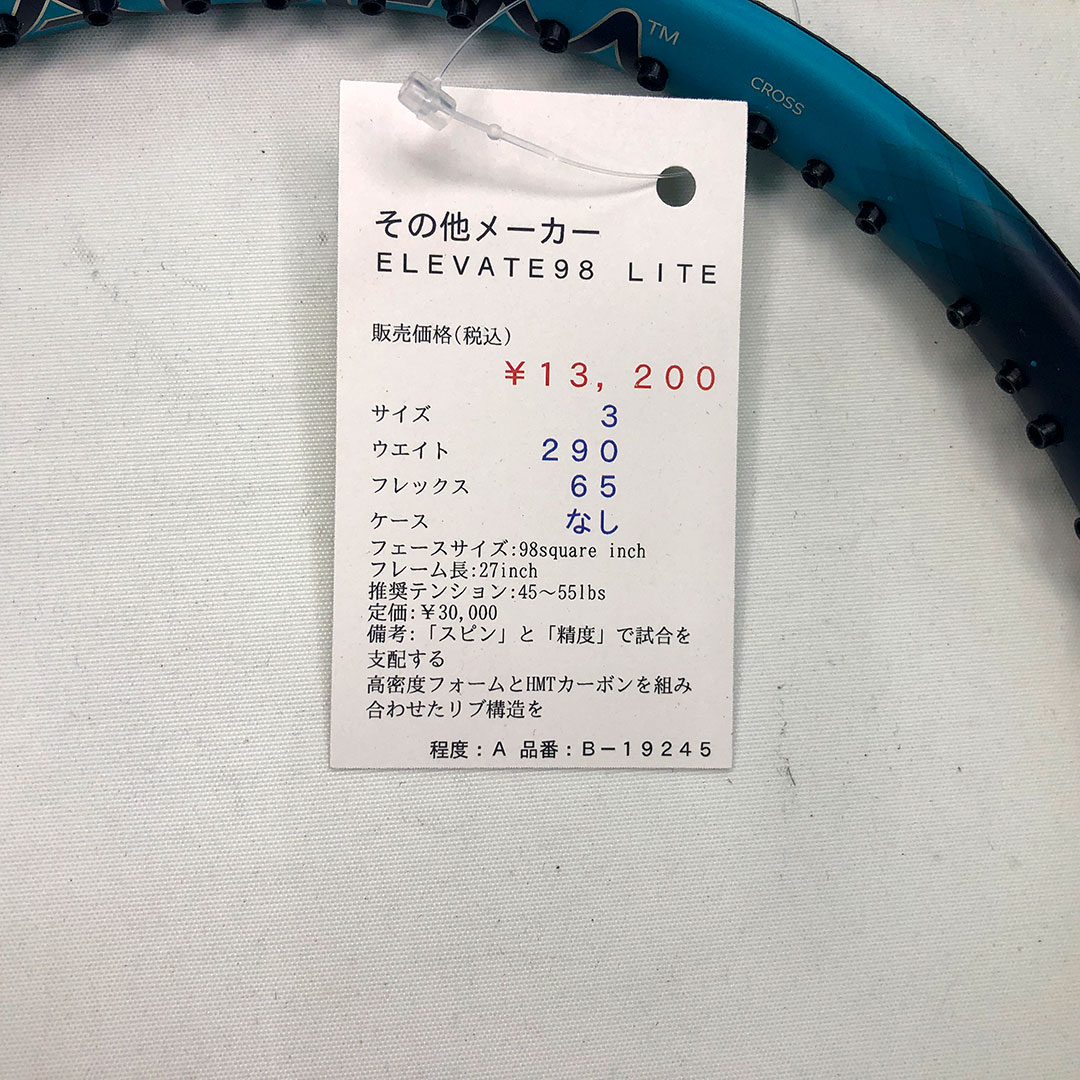 TM
CROSS
その他メーカー
ELEVATE98 LITE
販売価格(税込)
¥13,200
サイズ 3
ウエイト 290
フレックス 65
ケース なし
フェースサイズ:98square inch
フレーム長:27inch
推奨テンション:45～55lbs
定価:¥30,000
備考:「スピン」と「精度」で試合を
支配する
高密度フォームとHMTカーボンを組み
合わせたリブ構造を
程度：A 品番：B－19245